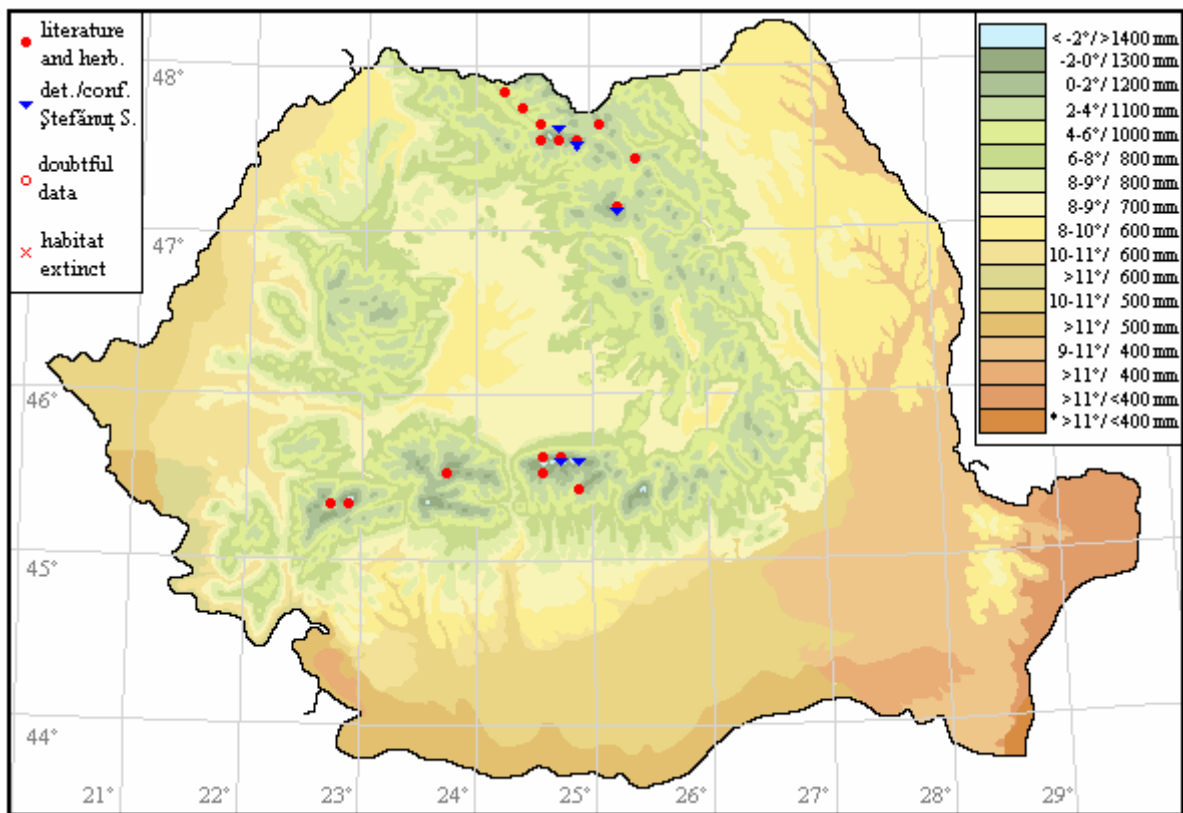 literature
and herb.
det./conf.
Ştefănuţ S.
doubtful
data
habitat
extinct
48°
47°
46°
45°
44°
21°
22°
23°
24°
25°
26°
27°
28°
29°
< -2°/>1400 mm
-2-0°/1300 mm
0-2°/1200 mm
2-4°/1100 mm
4-6°/1000 mm
6-8°/ 800 mm
8-9°/ 800 mm
8-9°/ 700 mm
8-10°/ 600 mm
10-11°/ 600 mm
>11°/ 600 mm
10-11°/ 500 mm
>11°/ 500 mm
9-11°/ 400 mm
>11°/ 400 mm
>11°/<400 mm
* >11°/<400 mm